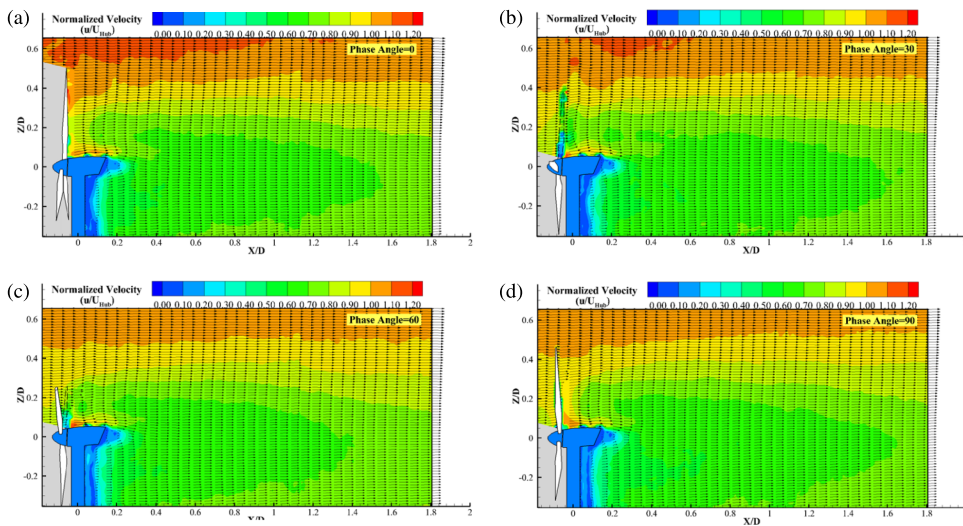 (a)
Normalized Velocity
(u/U_Hub)
0.00 0.10 0.20 0.30 0.40 0.50 0.60 0.70 0.80 0.90 1.00 1.10 1.20
Phase Angle=0
Z/D
0.6
0.4
0.2
0
-0.2
0 0.2 0.4 0.6 0.8 1 1.2 1.4 1.6 1.8 2
X/D
(b)
Normalized Velocity
(u/U_Hub)
0.00 0.10 0.20 0.30 0.40 0.50 0.60 0.70 0.80 0.90 1.00 1.10 1.20
Phase Angle=30
Z/D
0.6
0.4
0.2
0
-0.2
0 0.2 0.4 0.6 0.8 1 1.2 1.4 1.6 1.8
X/D
(c)
Normalized Velocity
(u/U_Hub)
0.00 0.10 0.20 0.30 0.40 0.50 0.60 0.70 0.80 0.90 1.00 1.10 1.20
Phase Angle=60
Z/D
0.6
0.4
0.2
0
-0.2
0 0.2 0.4 0.6 0.8 1 1.2 1.4 1.6 1.8 2
X/D
(d)
Normalized Velocity
(u/U_Hub)
0.00 0.10 0.20 0.30 0.40 0.50 0.60 0.70 0.80 0.90 1.00 1.10 1.20
Phase Angle=90
Z/D
0.6
0.4
0.2
0
-0.2
0 0.2 0.4 0.6 0.8 1 1.2 1.4 1.6 1.8
X/D